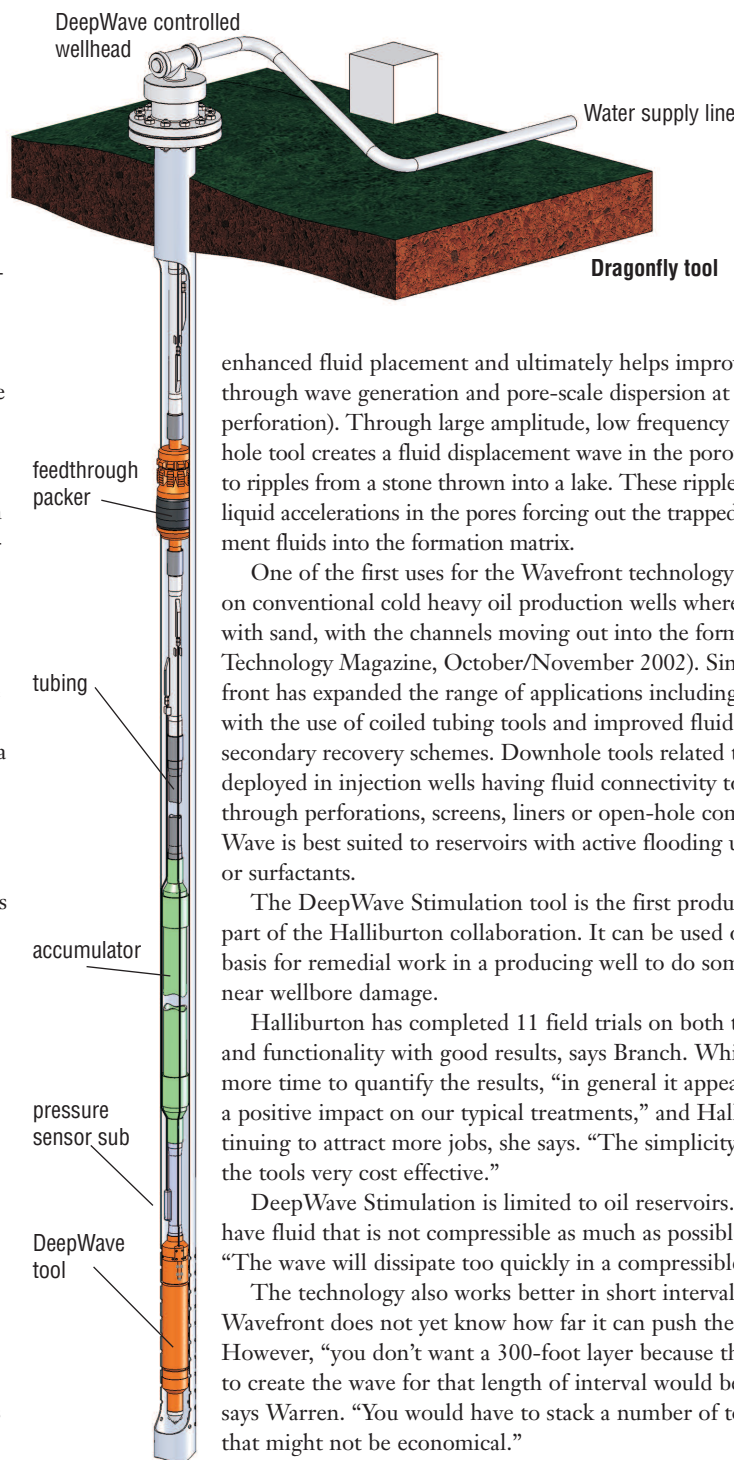 DeepWave controlled
wellhead
Water supply line
Dragonfly tool
feedthrough
packer
tubing
accumulator
pressure
sensor sub
DeepWave
tool
enhanced fluid placement and ultimately helps improv
through wave generation and pore-scale dispersion at
perforation). Through large amplitude, low frequency
hole tool creates a fluid displacement wave in the poro
to ripples from a stone thrown into a lake. These ripple
liquid accelerations in the pores forcing out the trapped
ment fluids into the formation matrix.
One of the first uses for the Wavefront technology
on conventional cold heavy oil production wells where
with sand, with the channels moving out into the form
Technology Magazine, October/November 2002). Sin
front has expanded the range of applications including
with the use of coiled tubing tools and improved fluid
secondary recovery schemes. Downhole tools related t
deployed in injection wells having fluid connectivity to
through perforations, screens, liners or open-hole com
Wave is best suited to reservoirs with active flooding u
or surfactants.
The DeepWave Stimulation tool is the first produ
part of the Halliburton collaboration. It can be used o
basis for remedial work in a producing well to do som
near wellbore damage.
Halliburton has completed 11 field trials on both t
and functionality with good results, says Branch. Whi
more time to quantify the results, “in general it appea
a positive impact on our typical treatments,” and Hall
tinuing to attract more jobs, she says. “The simplicity
the tools very cost effective.”
DeepWave Stimulation is limited to oil reservoirs.
have fluid that is not compressible as much as possibl
“The wave will dissipate too quickly in a compressible
The technology also works better in short interval
Wavefront does not yet know how far it can push the
However, “you don’t want a 300-foot layer because th
to create the wave for that length of interval would be
says Warren. “You would have to stack a number of to
that might not be economical.”